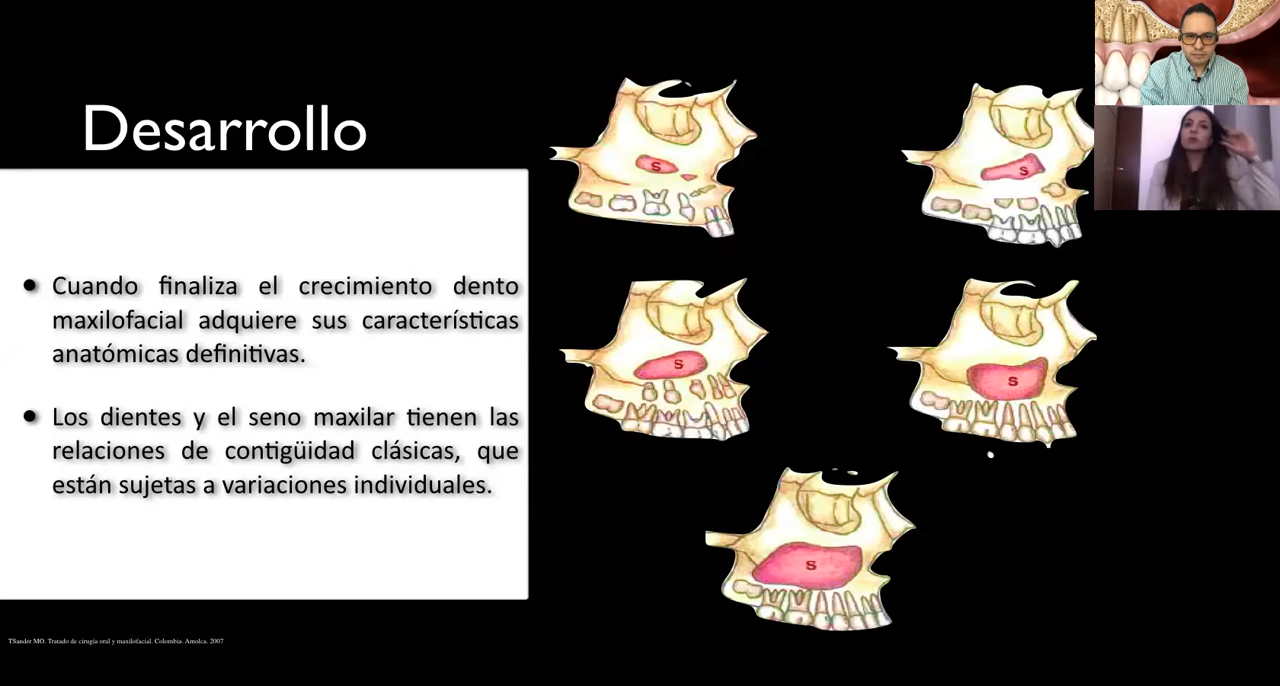 Desarrollo
Cuando finaliza el crecimiento dento
maxilofacial adquiere sus características
anatómicas definitivas.
Los dientes y el seno maxilar tienen las
relaciones de contigüidad clásicas, que
están sujetas a variaciones individuales.
S
S
S
S
S
TSander MO. Tratado de cirugía oral y maxilofacial. Colombia. Amolca. 2007